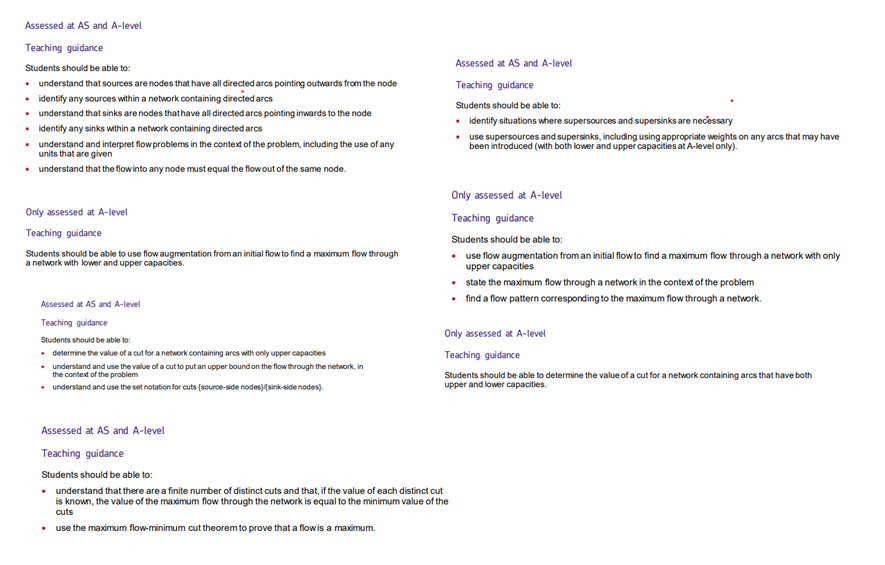 Assessed at AS and A-level
Teaching guidance
Students should be able to:
• understand that sources are nodes that have all directed arcs pointing outwards from the node
• identify any sources within a network containing directed arcs
• understand that sinks are nodes that have all directed arcs pointing inwards to the node
• identify any sinks within a network containing directed arcs
• understand and interpret flow problems in the context of the problem, including the use of any
units that are given
• understand that the flow into any node must equal the flow out of the same node.
Only assessed at A-level
Teaching guidance
Students should be able to use flow augmentation from an initial flow to find a maximum flow through
a network with lower and upper capacities.
Assessed at AS and A-level
Teaching guidance
Students should be able to:
• determine the value of a cut for a network containing arcs with only upper capacities
• understand and use the value of a cut to put an upper bound on the flow through the network, in
the context of the problem
• understand and use the set notation for cuts {source-side nodes}/{sink-side nodes}.
Assessed at AS and A-level
Teaching guidance
Students should be able to:
• understand that there are a finite number of distinct cuts and that, if the value of each distinct cut
is known, the value of the maximum flow through the network is equal to the minimum value of the
cuts
• use the maximum flow-minimum cut theorem to prove that a flow is a maximum.
Assessed at AS and A-level
Teaching guidance
Students should be able to:
• identify situations where supersources and supersinks are necessary
• use supersources and supersinks, including using appropriate weights on any arcs that may have
been introduced (with both lower and upper capacities at A-level only).
Only assessed at A-level
Teaching guidance
Students should be able to:
• use flow augmentation from an initial flow to find a maximum flow through a network with only
upper capacities
• state the maximum flow through a network in the context of the problem
• find a flow pattern corresponding to the maximum flow through a network.
Only assessed at A-level
Teaching guidance
Students should be able to determine the value of a cut for a network containing arcs that have both
upper and lower capacities.